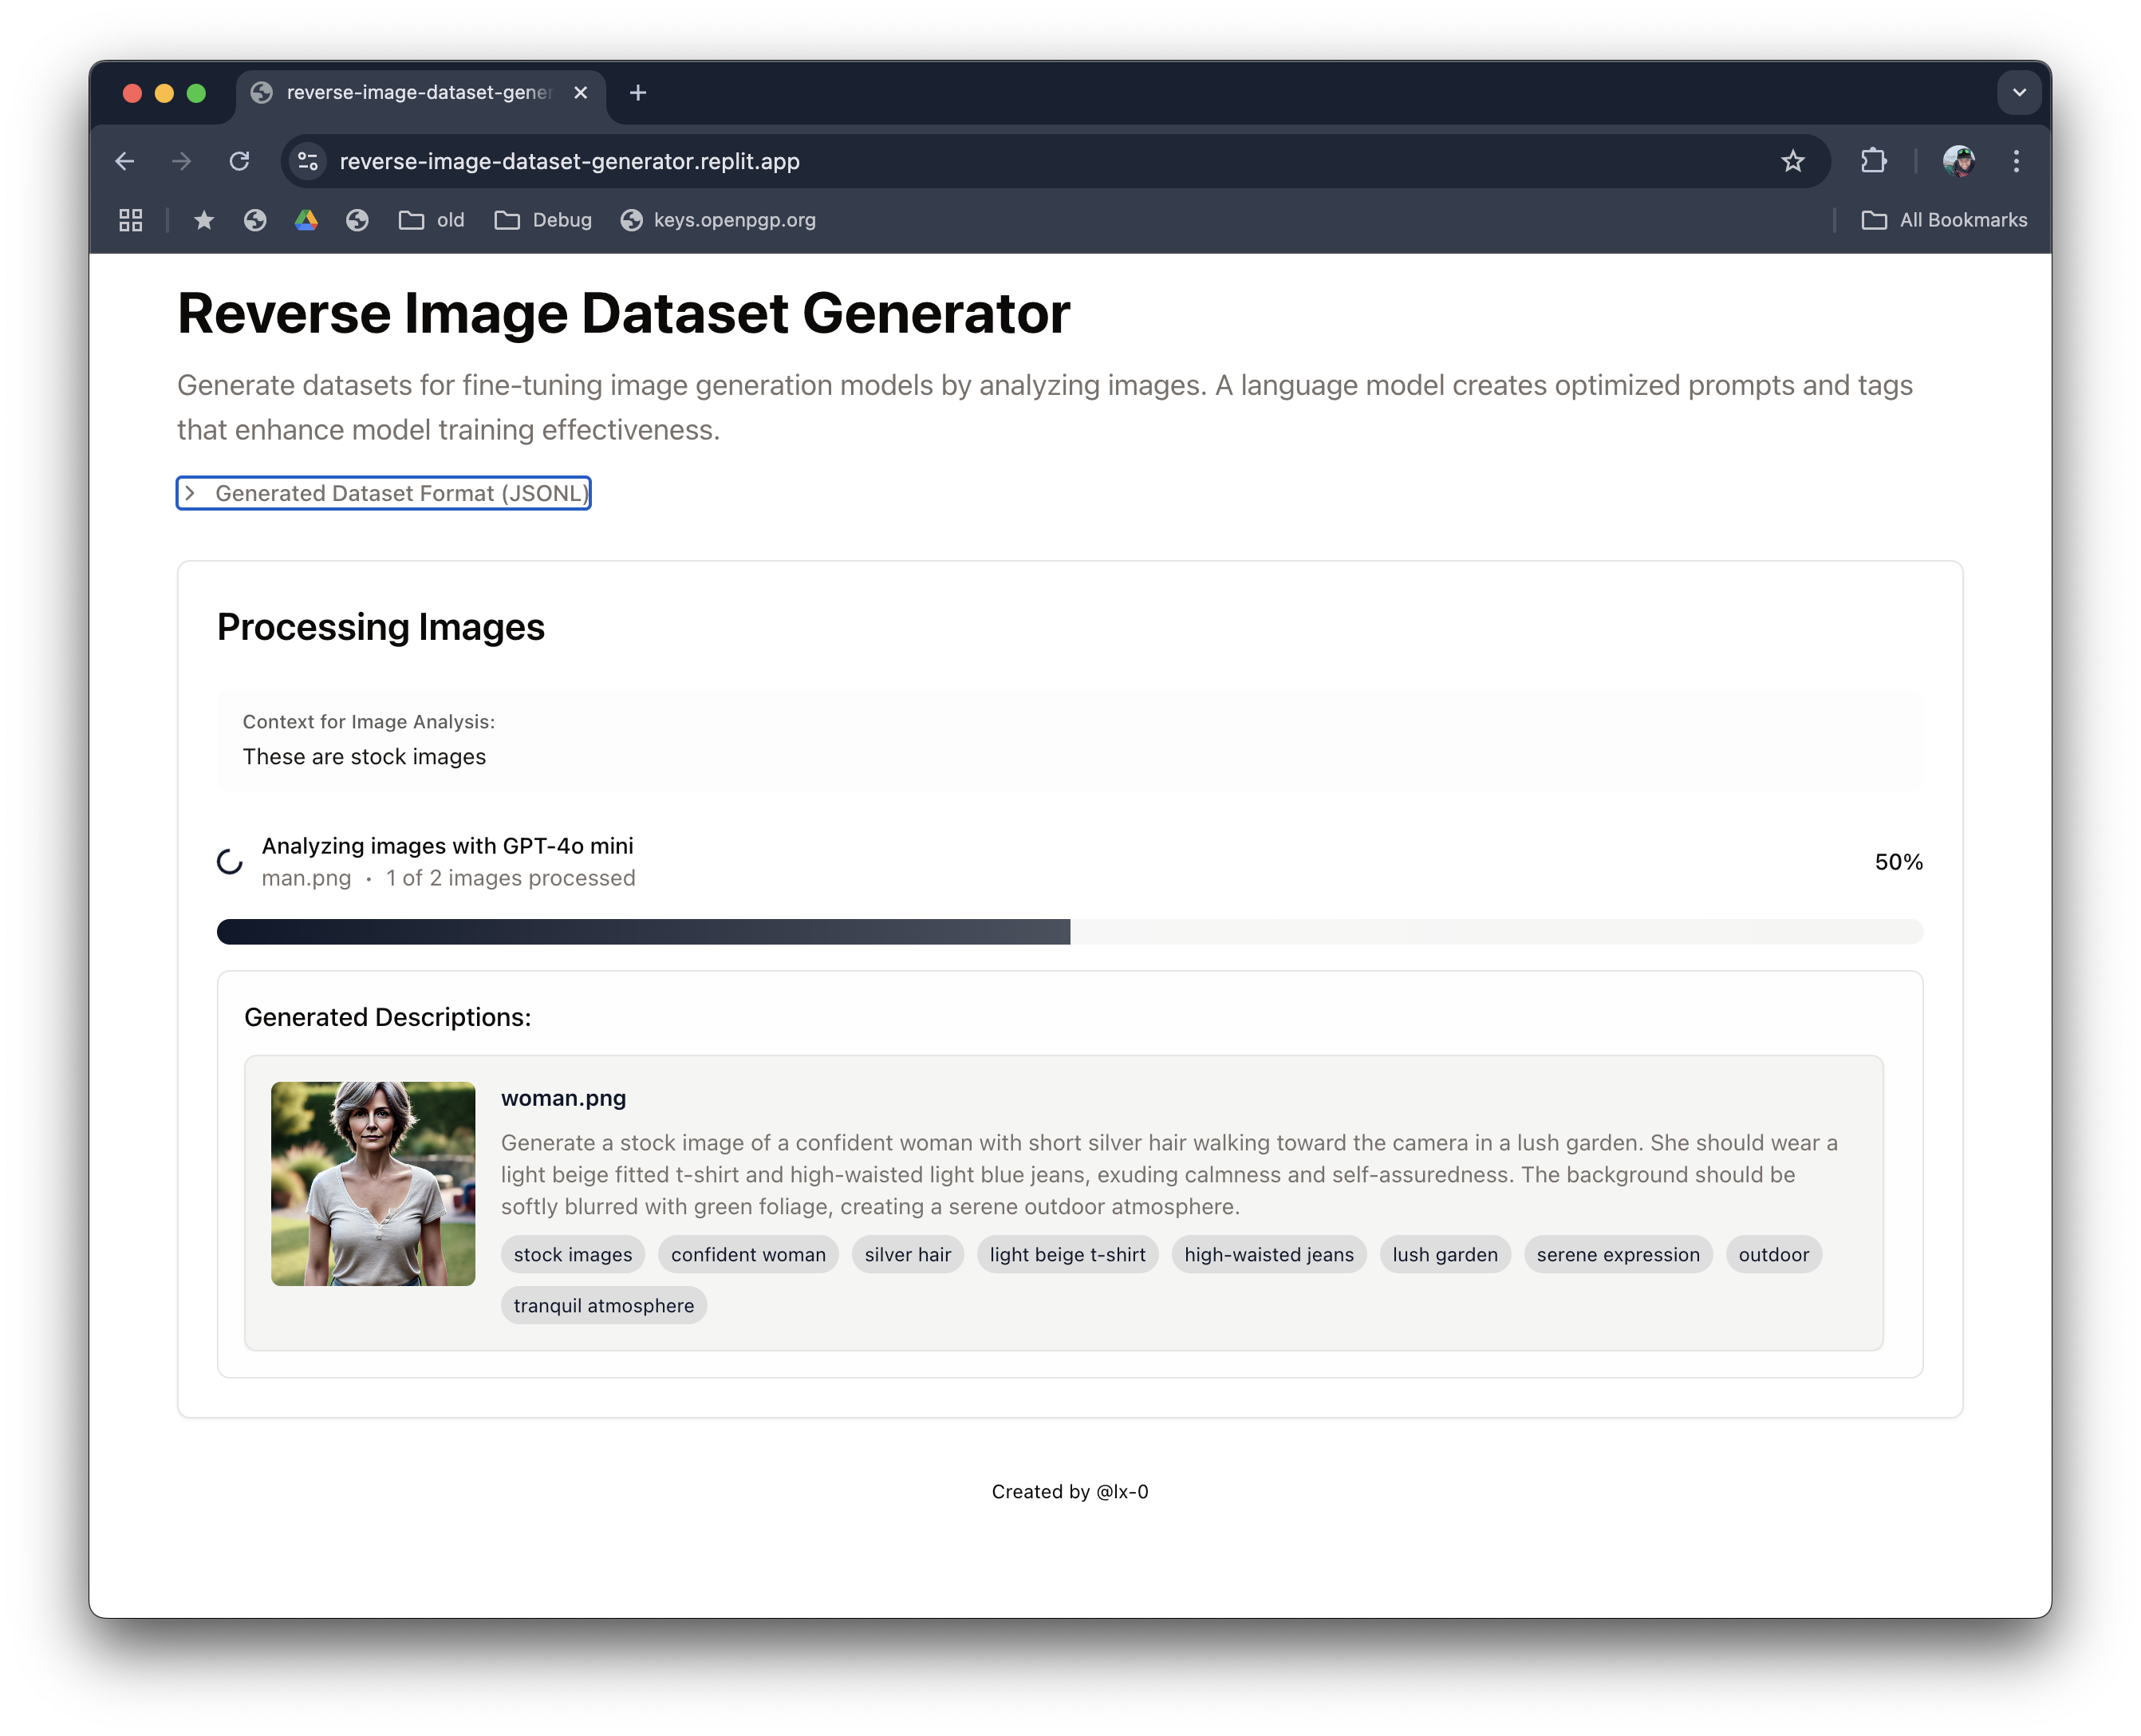 reverse-image-dataset-gener
reverse-image-dataset-generator.replit.app
old
Debug
keys.openpgp.org
All Bookmarks
Reverse Image Dataset Generator
Generate datasets for fine-tuning image generation models by analyzing images. A language model creates optimized prompts and tags
that enhance model training effectiveness.
Generated Dataset Format (JSONL)
Processing Images
Context for Image Analysis:
These are stock images
Analyzing images with GPT-4o mini
man.png • 1 of 2 images processed
50%
Generated Descriptions:
woman.png
Generate a stock image of a confident woman with short silver hair walking toward the camera in a lush garden. She should wear a
light beige fitted t-shirt and high-waisted light blue jeans, exuding calmness and self-assuredness. The background should be
softly blurred with green foliage, creating a serene outdoor atmosphere.
stock images confident woman silver hair light beige t-shirt high-waisted jeans lush garden serene expression outdoor
tranquil atmosphere
Created by @lx-0